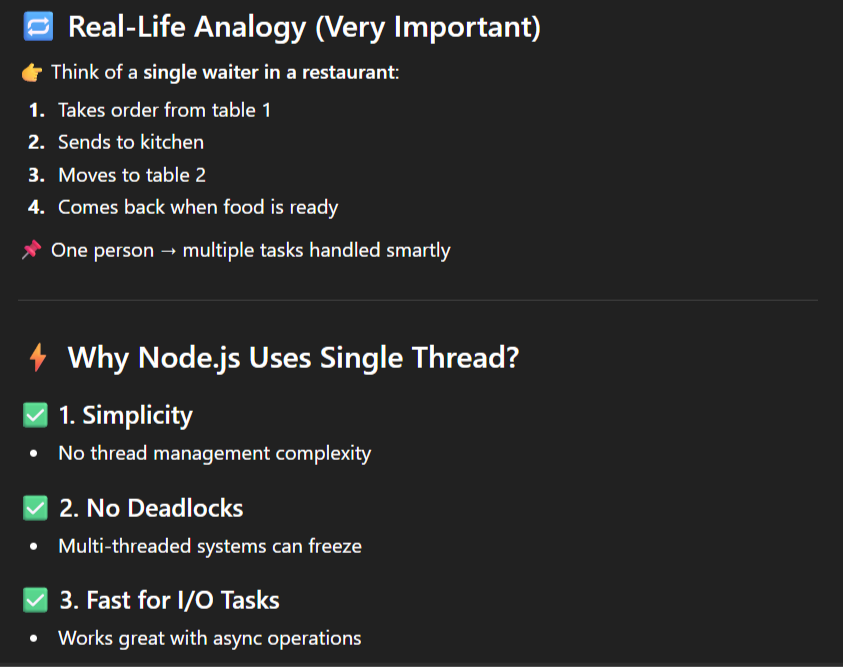 🔁 Real-Life Analogy (Very Important)
👉 Think of a single waiter in a restaurant:
1. Takes order from table 1
2. Sends to kitchen
3. Moves to table 2
4. Comes back when food is ready
📌 One person → multiple tasks handled smartly
⚡ Why Node.js Uses Single Thread?
✅ 1. Simplicity
• No thread management complexity
✅ 2. No Deadlocks
• Multi-threaded systems can freeze
✅ 3. Fast for I/O Tasks
• Works great with async operations